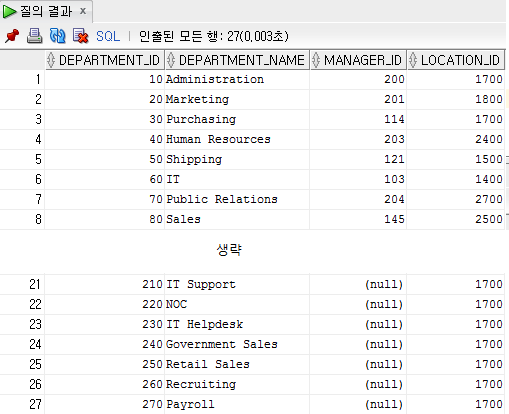 질의 결과 x
SQL | 인출된 모든 행: 27(0,003초)
DEPARTMENT_ID DEPARTMENT_NAME MANAGER_ID LOCATION_ID
1 10 Administration 200 1700
2 20 Marketing 201 1800
3 30 Purchasing 114 1700
4 40 Human Resources 203 2400
5 50 Shipping 121 1500
6 60 IT 103 1400
7 70 Public Relations 204 2700
8 80 Sales 145 2500
생략
21 210 IT Support (null) 1700
22 220 NOC (null) 1700
23 230 IT Helpdesk (null) 1700
24 240 Government Sales (null) 1700
25 250 Retail Sales (null) 1700
26 260 Recruiting (null) 1700
27 270 Payroll (null) 1700